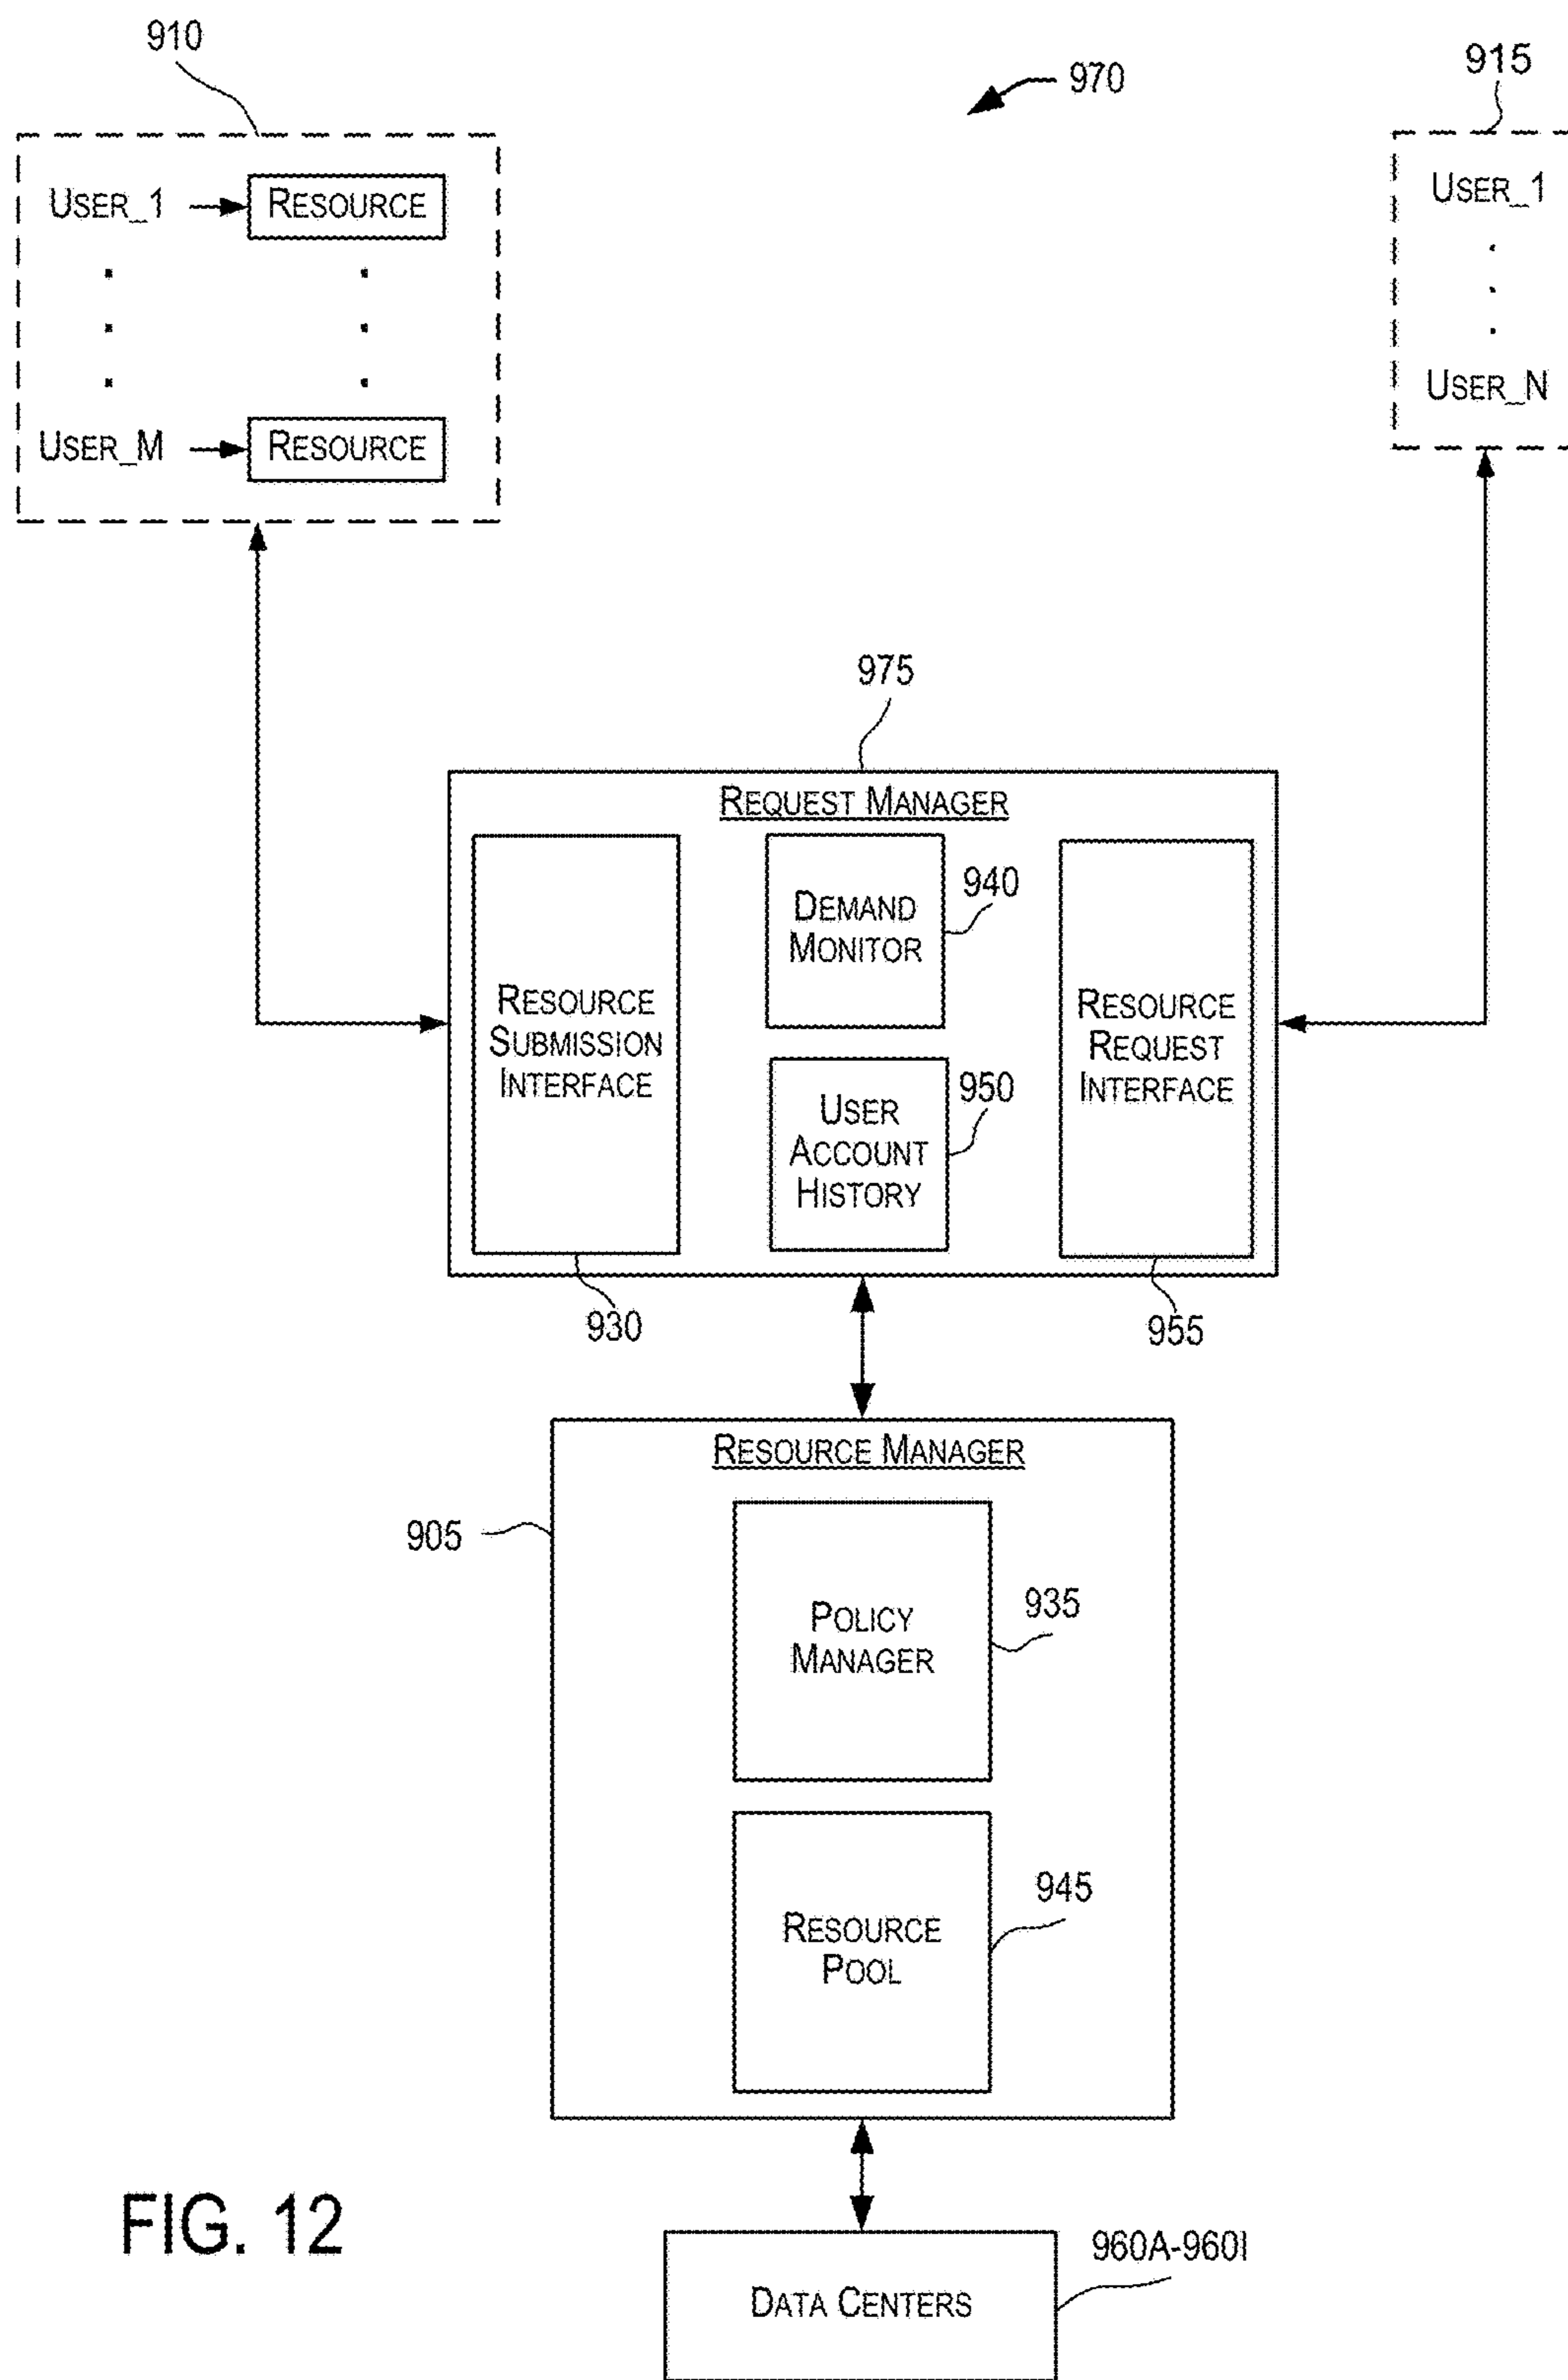 910
970
915
USER_1
RESOURCE
USER_M
RESOURCE
USER_1
USER_N
975
REQUEST MANAGER
RESOURCE
SUBMISSION
INTERFACE
DEMAND
MONITOR
940
USER
ACCOUNT
HISTORY
950
RESOURCE
REQUEST
INTERFACE
930
955
RESOURCE MANAGER
905
POLICY
MANAGER
935
RESOURCE
POOL
945
FIG. 12
DATA CENTERS
960A-960I